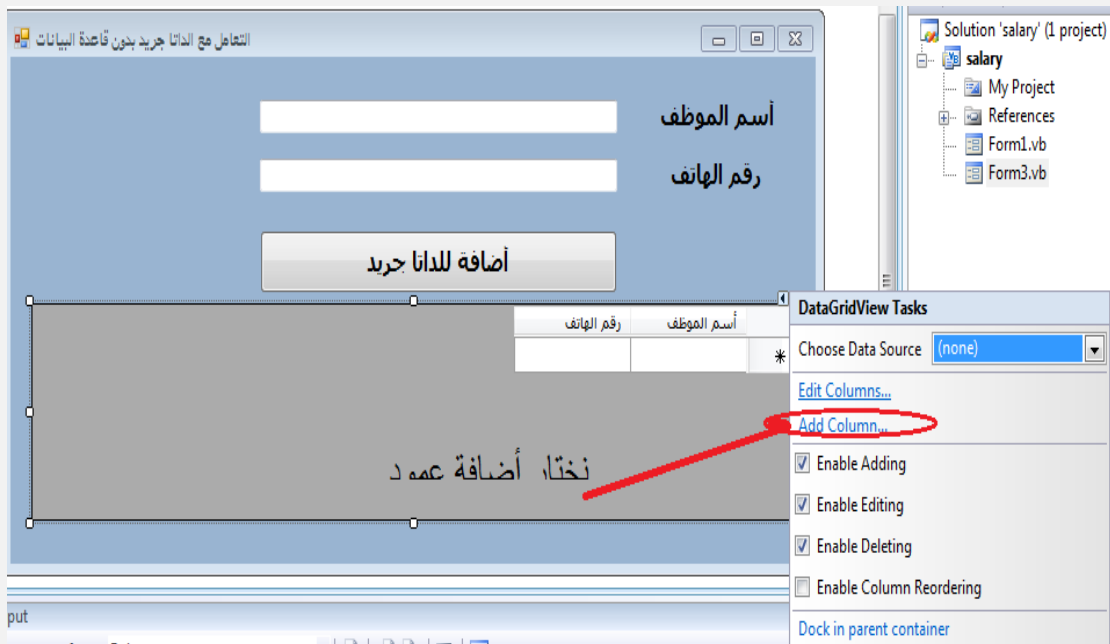 التعامل مع الداتا جريد بدون قاعدة البيانات
أسم الموظف
رقم الهاتف
أضافة للداتا جريد
أسم الموظف رقم الهاتف
نختار أضافة عمود
Solution 'salary' (1 project)
salary
My Project
References
Form1.vb
Form3.vb
DataGridView Tasks
Choose Data Source (none)
Edit Columns...
Add Column...
Enable Adding
Enable Editing
Enable Deleting
Enable Column Reordering
Dock in parent container
put